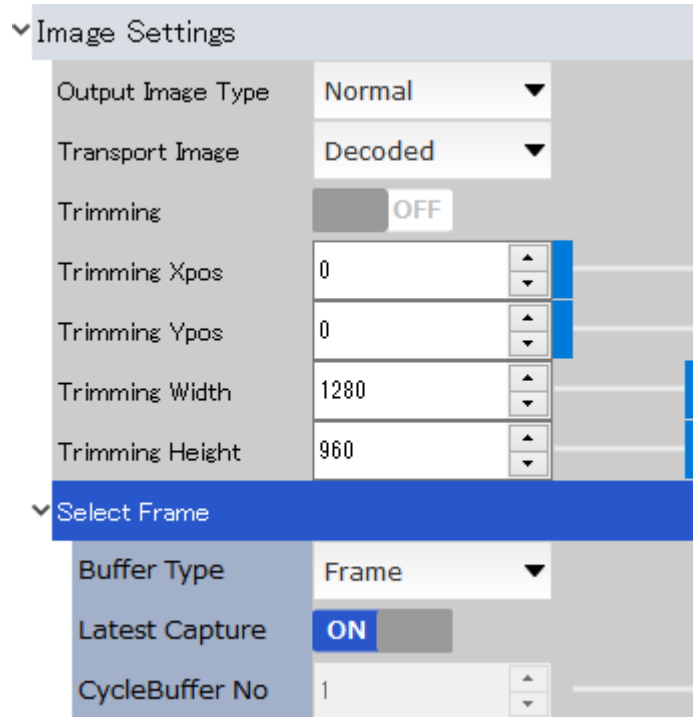 Image Settings
Output Image Type Normal
Transport Image Decoded
Trimming OFF
Trimming Xpos 0
Trimming Ypos 0
Trimming Width 1280
Trimming Height 960
Select Frame
Buffer Type Frame
Latest Capture ON
CycleBuffer No 1